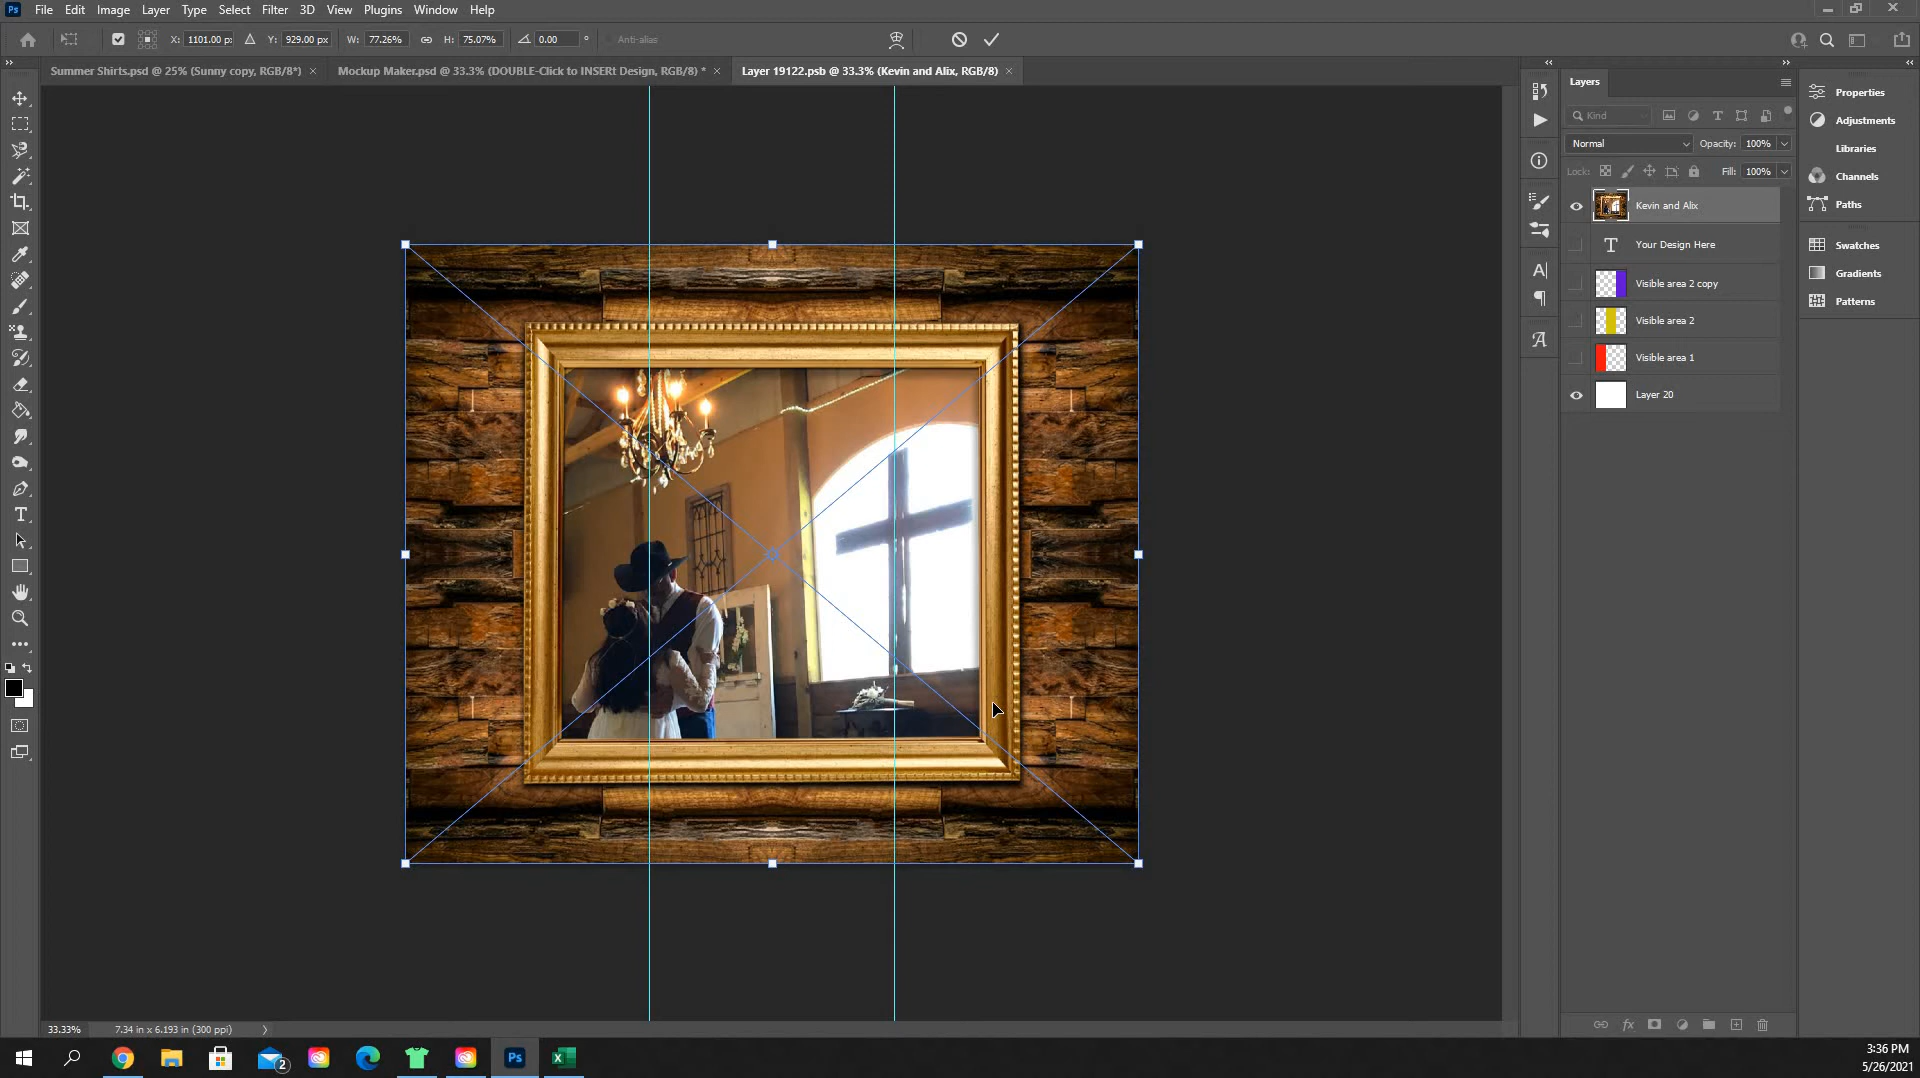 Ps File Edit Image Layer Type Select Filter 3D View Plugins Window Help
X: 1101.00 p: Y: 929.00 px W: 77.26% H: 75.07% 0.00 ° Anti-alias
Summer Shirts.psd @ 25% (Sunny copy, RGB/8*) × Mockup Maker.psd @ 33.3% (DOUBLE-Click to INSERt Design, RGB/8) * × Layer 19122.psb @ 33.3% (Kevin and Alix, RGB/8) ×
Layers
Kind
Normal Opacity: 100%
Lock: Fill: 100%
Kevin and Alix
Your Design Here
Visible area 2 copy
Visible area 2
Visible area 1
Layer 20
Properties
Adjustments
Libraries
Channels
Paths
Swatches
Gradients
Patterns
33.33% 7.34 in x 6.193 in (300 ppi)
2
Ps
3:36 PM
5/26/2021